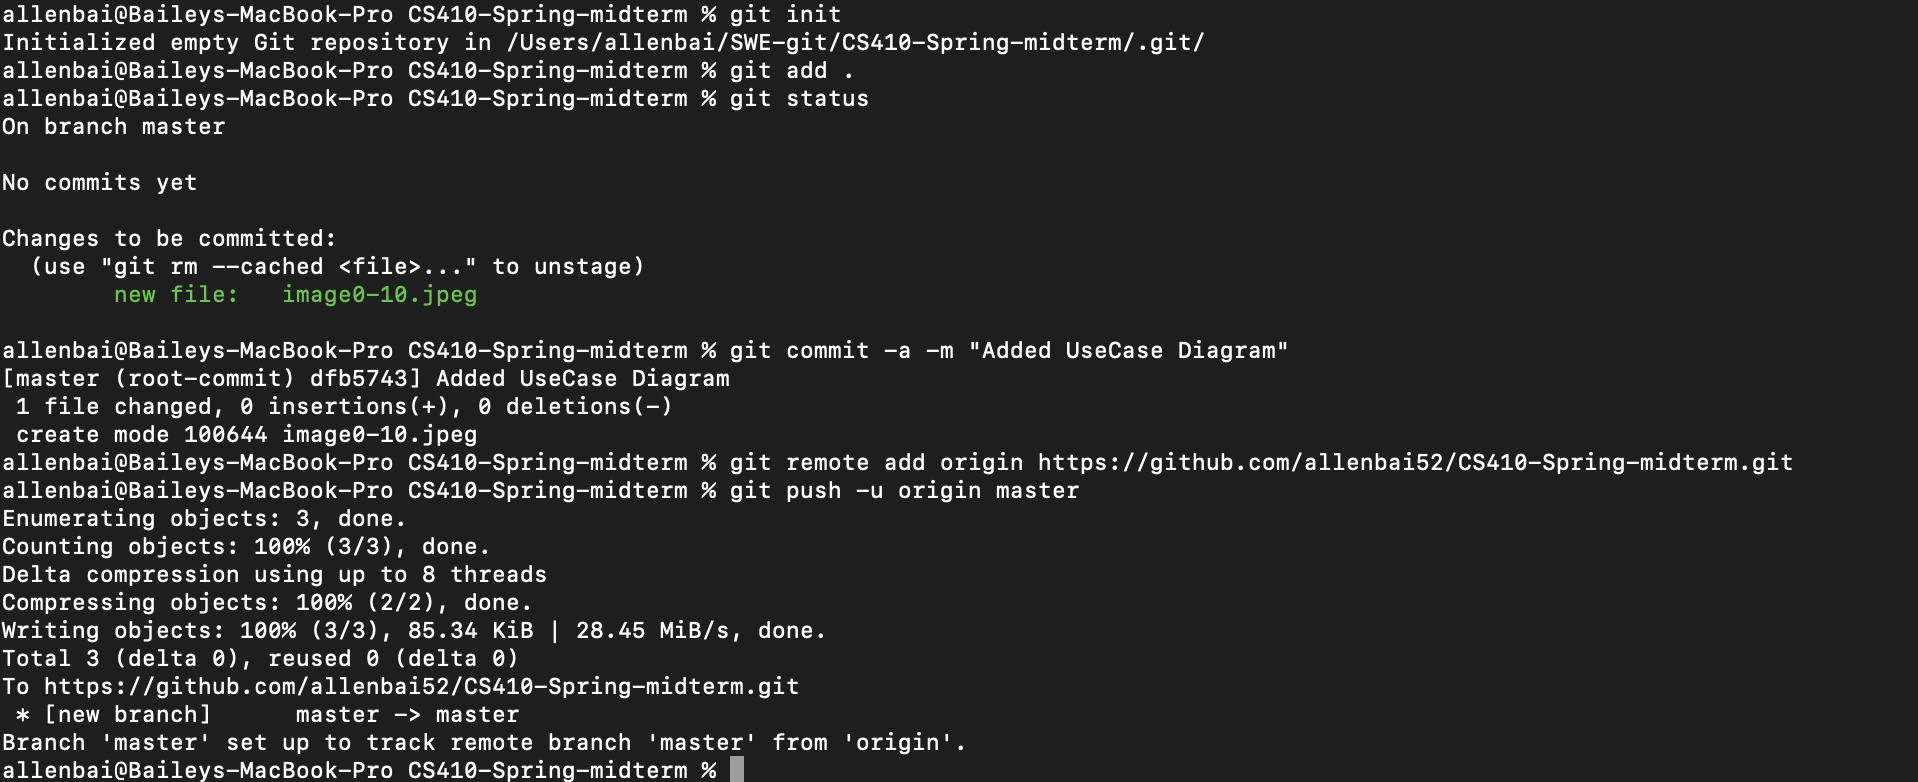 allenbai@Baileys-MacBook-Pro CS410-Spring-midterm % git init
Initialized empty Git repository in /Users/allenbai/SWE-git/CS410-Spring-midterm/.git/
allenbai@Baileys-MacBook-Pro CS410-Spring-midterm % git add .
allenbai@Baileys-MacBook-Pro CS410-Spring-midterm % git status
On branch master
No commits yet
Changes to be committed:
  (use "git rm --cached <file>..." to unstage)
        new file:   image0-10.jpeg
allenbai@Baileys-MacBook-Pro CS410-Spring-midterm % git commit -a -m "Added UseCase Diagram"
[master (root-commit) dfb5743] Added UseCase Diagram
 1 file changed, 0 insertions(+), 0 deletions(-)
 create mode 100644 image0-10.jpeg
allenbai@Baileys-MacBook-Pro CS410-Spring-midterm % git remote add origin https://github.com/allenbai52/CS410-Spring-midterm.git
allenbai@Baileys-MacBook-Pro CS410-Spring-midterm % git push -u origin master
Enumerating objects: 3, done.
Counting objects: 100% (3/3), done.
Delta compression using up to 8 threads
Compressing objects: 100% (2/2), done.
Writing objects: 100% (3/3), 85.34 KiB | 28.45 MiB/s, done.
Total 3 (delta 0), reused 0 (delta 0)
To https://github.com/allenbai52/CS410-Spring-midterm.git
 * [new branch]      master -> master
Branch 'master' set up to track remote branch 'master' from 'origin'.
allenbai@Baileys-MacBook-Pro CS410-Spring-midterm %